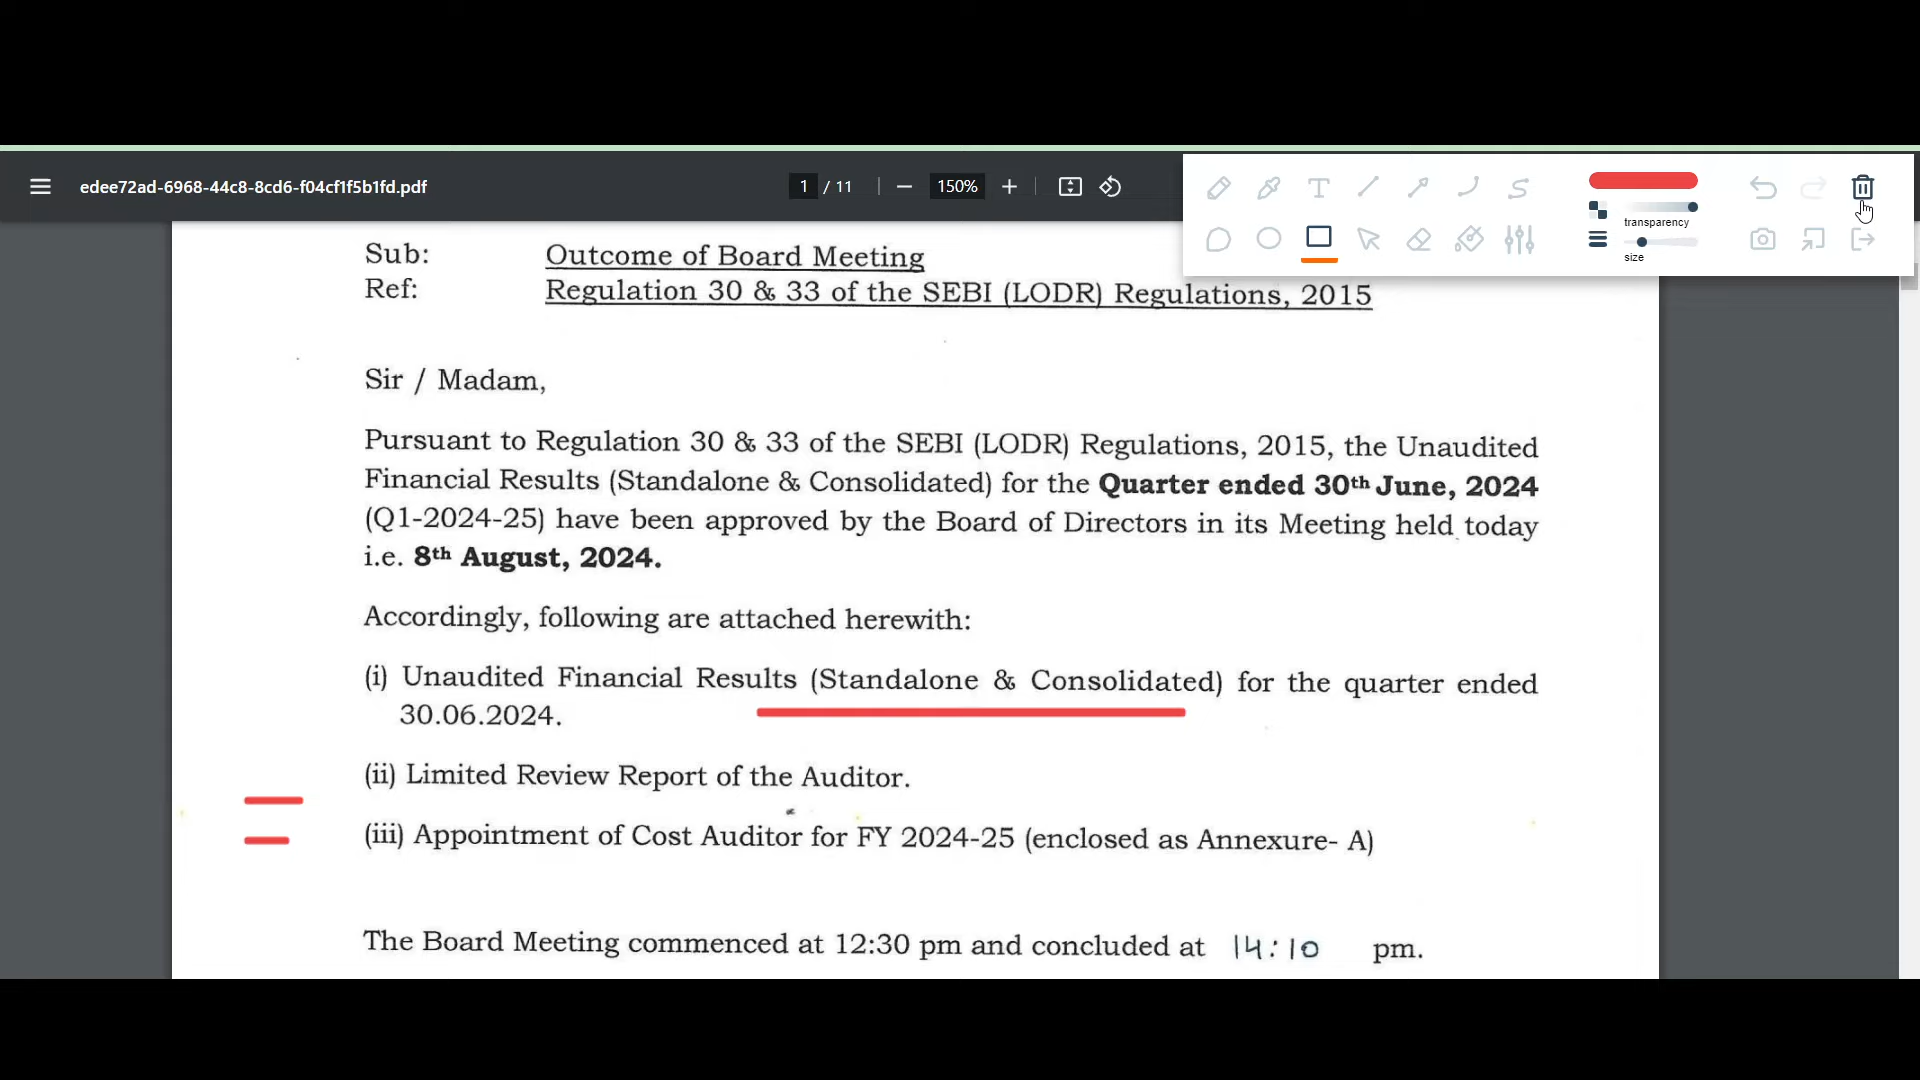 edee72ad-6968-44c8-8cd6-f04cf1f5b1fd.pdf
1 / 11
150%
transparency
size
Sub: Outcome of Board Meeting
Ref: Regulation 30 & 33 of the SEBI (LODR) Regulations, 2015
Sir / Madam,
Pursuant to Regulation 30 & 33 of the SEBI (LODR) Regulations, 2015, the Unaudited
Financial Results (Standalone & Consolidated) for the Quarter ended 30th June, 2024
(Q1-2024-25) have been approved by the Board of Directors in its Meeting held today
i.e. 8th August, 2024.
Accordingly, following are attached herewith:
(i) Unaudited Financial Results (Standalone & Consolidated) for the quarter ended
30.06.2024.
(ii) Limited Review Report of the Auditor.
(iii) Appointment of Cost Auditor for FY 2024-25 (enclosed as Annexure- A)
The Board Meeting commenced at 12:30 pm and concluded at 14:10 pm.